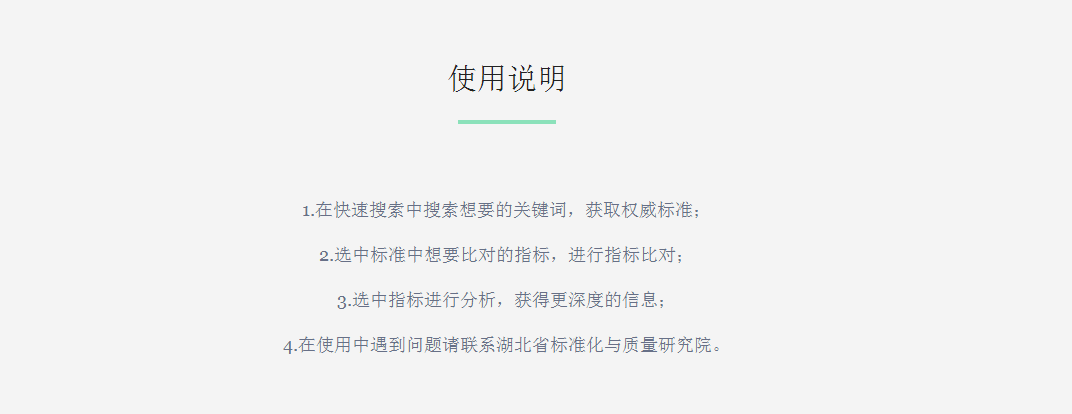 使用说明
1.在快速搜索中搜索想要的关键词，获取权威标准；
2.选中标准中想要比对的指标，进行指标比对；
3.选中指标进行分析，获得更深度的信息；
4.在使用中遇到问题请联系湖北省标准化与质量研究院。